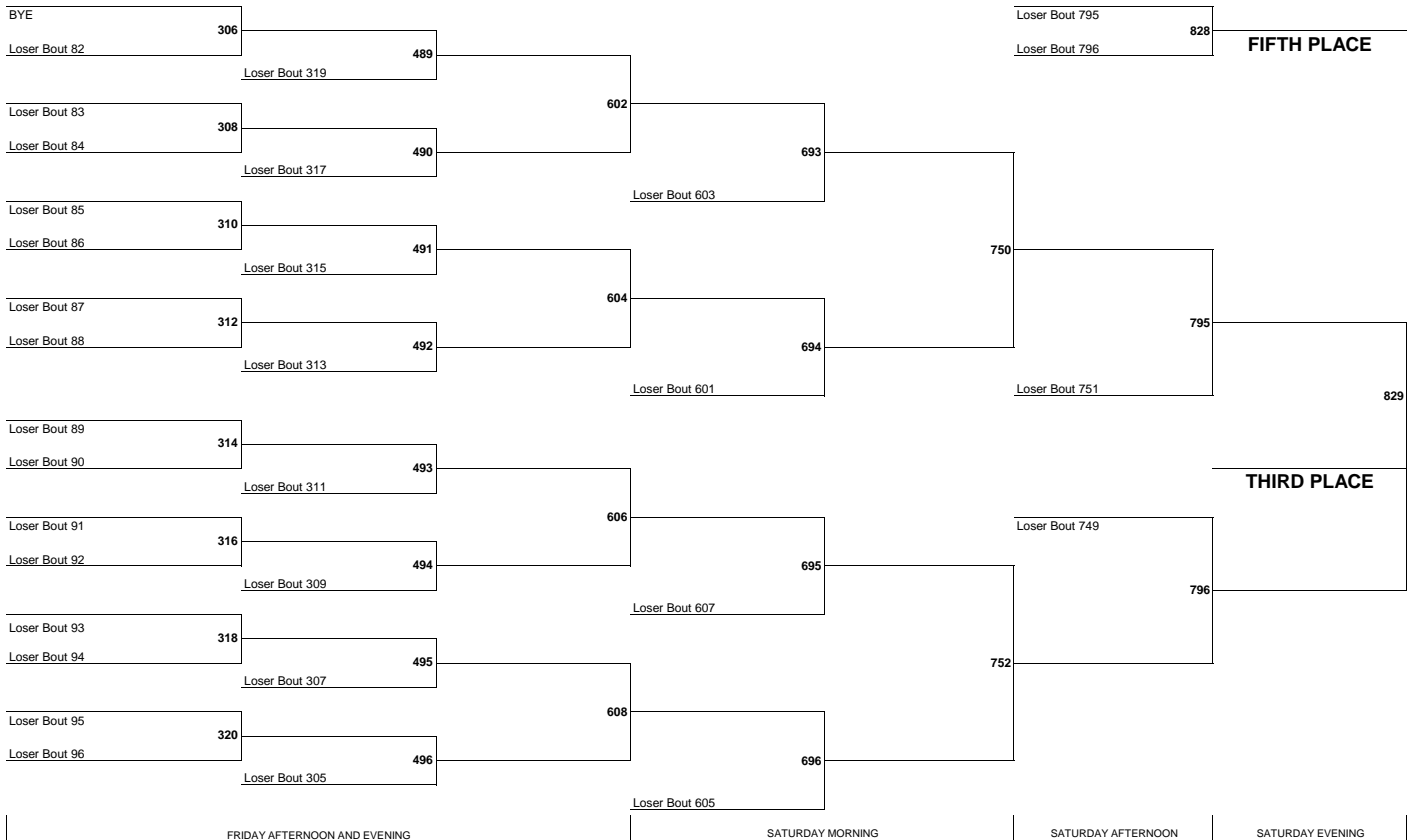 BYE
306
Loser Bout 82
489
Loser Bout 319
602
Loser Bout 83
308
Loser Bout 84
490
Loser Bout 317
693
Loser Bout 603
Loser Bout 85
310
Loser Bout 86
491
Loser Bout 315
750
604
Loser Bout 87
312
Loser Bout 88
492
Loser Bout 313
694
Loser Bout 601
795
Loser Bout 751
829
Loser Bout 795
828
Loser Bout 796
FIFTH PLACE
Loser Bout 89
314
Loser Bout 90
493
Loser Bout 311
THIRD PLACE
606
Loser Bout 91
316
Loser Bout 92
494
Loser Bout 309
695
Loser Bout 607
Loser Bout 749
796
Loser Bout 93
318
Loser Bout 94
495
Loser Bout 307
752
608
Loser Bout 95
320
Loser Bout 96
496
Loser Bout 305
696
Loser Bout 605
FRIDAY AFTERNOON AND EVENING
SATURDAY MORNING
SATURDAY AFTERNOON
SATURDAY EVENING